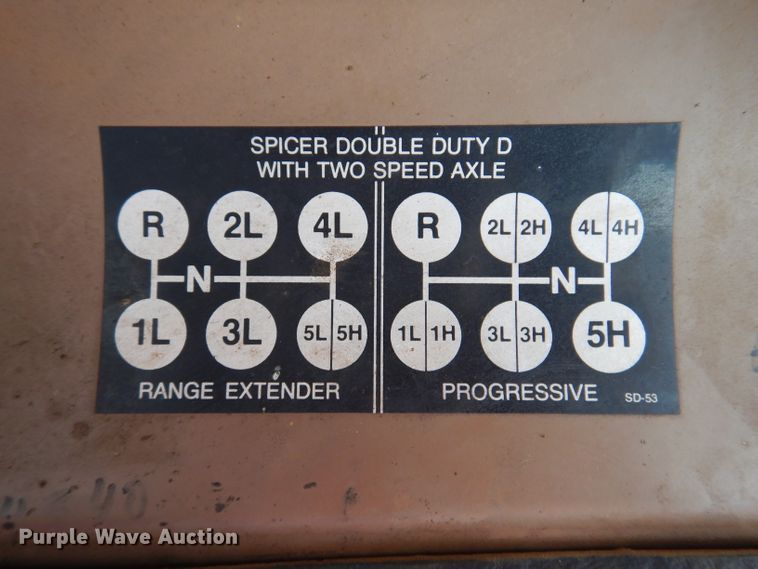 SPICER DOUBLE DUTY D
WITH TWO SPEED AXLE
R 2L 4L
N
1L 3L 5L 5H
RANGE EXTENDER
R 2L 2H 4L 4H
N
1L 1H 3L 3H 5H
PROGRESSIVE
SD-53
Purple Wave Auction